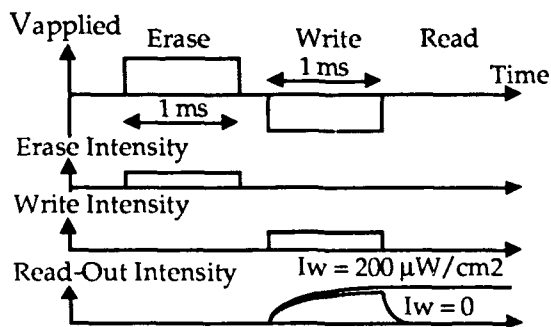 Vapplied
Erase Write Read
1 ms
Time
1 ms
Erase Intensity
Write Intensity
Read-Out Intensity
Iw = 200 μW/cm2
Iw = 0